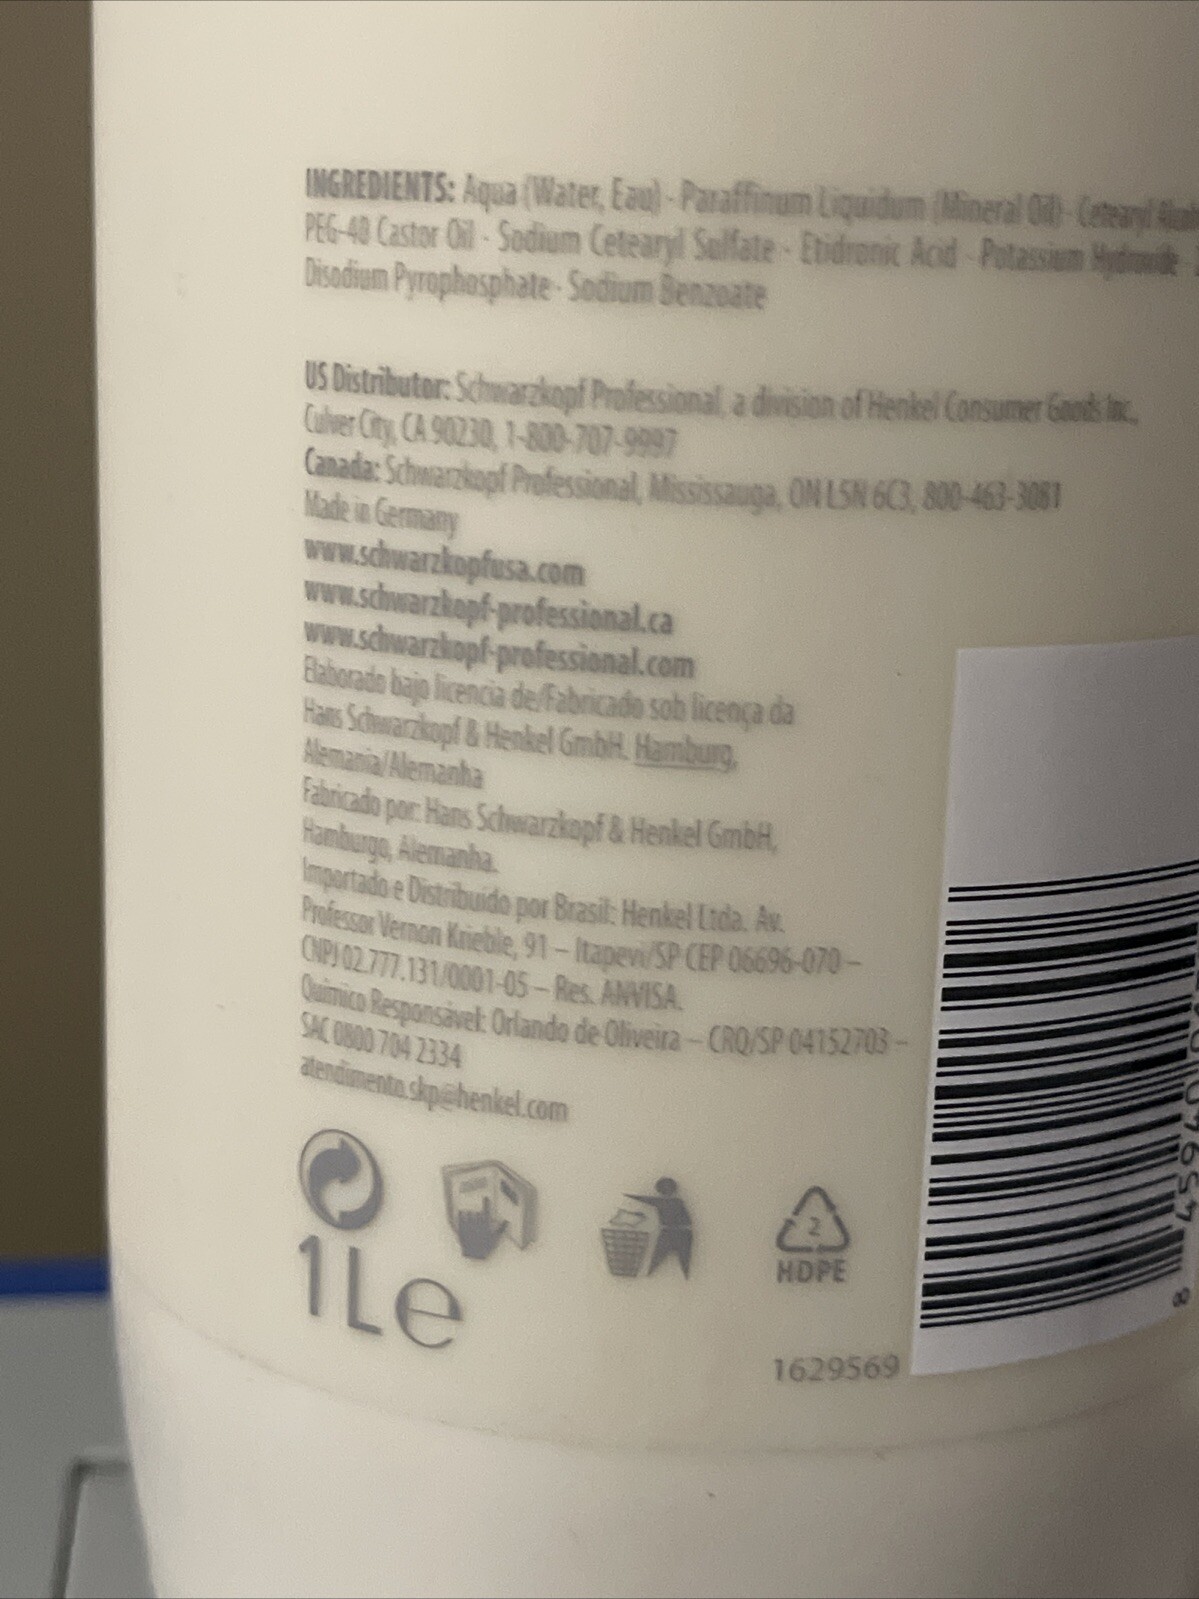 INGREDIENTS: Aqua (Water, Eau) · Paraffinum Liquidum (Mineral Oil) · Cetearyl
PEG-40 Castor Oil · Sodium Cetearyl Sulfate · Etidronic Acid · Potassium Hydroxide ·
Disodium Pyrophosphate · Sodium Benzoate
US Distributor: Schwarzkopf Professional, a division of Henkel Consumer Goods Inc.,
Culver City, CA 90230, 1-800-707-9997
Canada: Schwarzkopf Professional, Mississauga, ON L5N 6C3, 800-463-3081
Made in Germany
www.schwarzkopfusa.com
www.schwarzkopf-professional.ca
www.schwarzkopf-professional.com
Elaborado bajo licencia de/Fabricado sob licença da
Hans Schwarzkopf & Henkel GmbH. Hamburg,
Alemania/Alemanha
Fabricado por: Hans Schwarzkopf & Henkel GmbH,
Hamburgo, Alemanha.
Importado e Distribuído por Brasil: Henkel Ltda. Av.
Professor Vernon Krieble, 91 – Itapevi/SP CEP 06696-070 –
CNPJ 02.777.131/0001-05 – Res. ANVISA.
Químico Responsável: Orlando de Oliveira – CRQ/SP 04152703 –
SAC 0800 704 2334
atendimento.skp@henkel.com
2
HDPE
1 L e
1629569